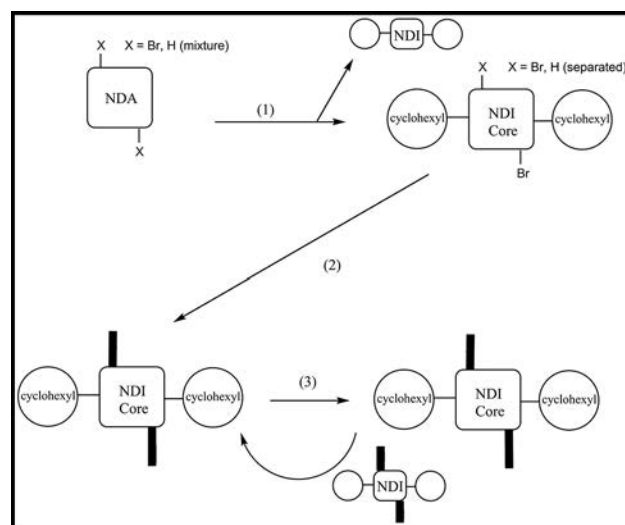 X X = Br, H (mixture)
NDA
X
(1)
NDI
X X = Br, H (separated)
cyclohexyl
NDI
Core
cyclohexyl
Br
(2)
cyclohexyl
NDI
Core
cyclohexyl
(3)
cyclohexyl
NDI
Core
cyclohexyl
NDI